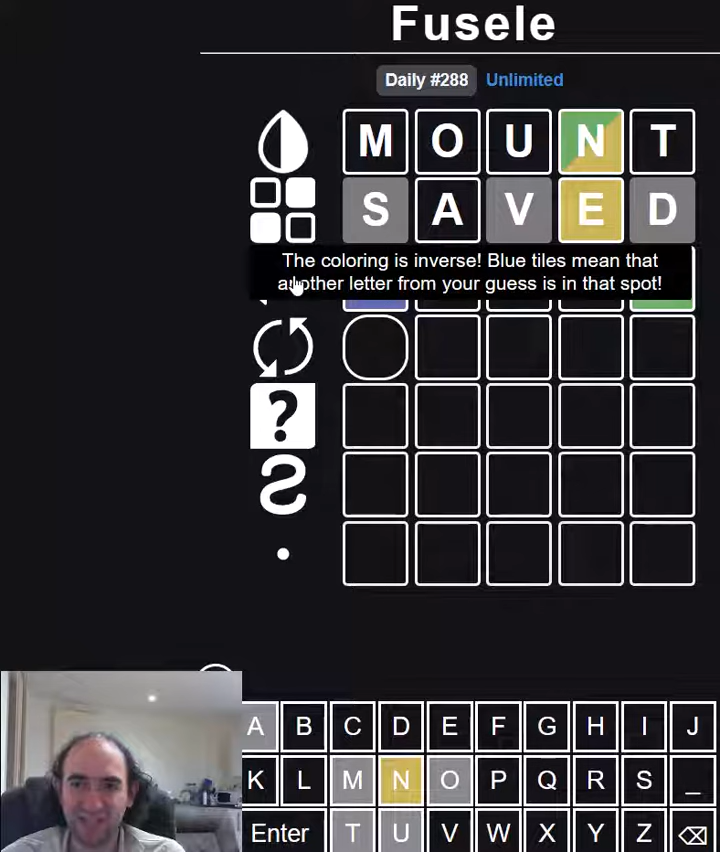 Fusele
Daily #288 Unlimited
M O U N T
S A V E D
The coloring is inverse! Blue tiles mean that
another letter from your guess is in that spot!
?
A B C D E F G H I J
K L M N O P Q R S _
Enter T U V W X Y Z ⌫